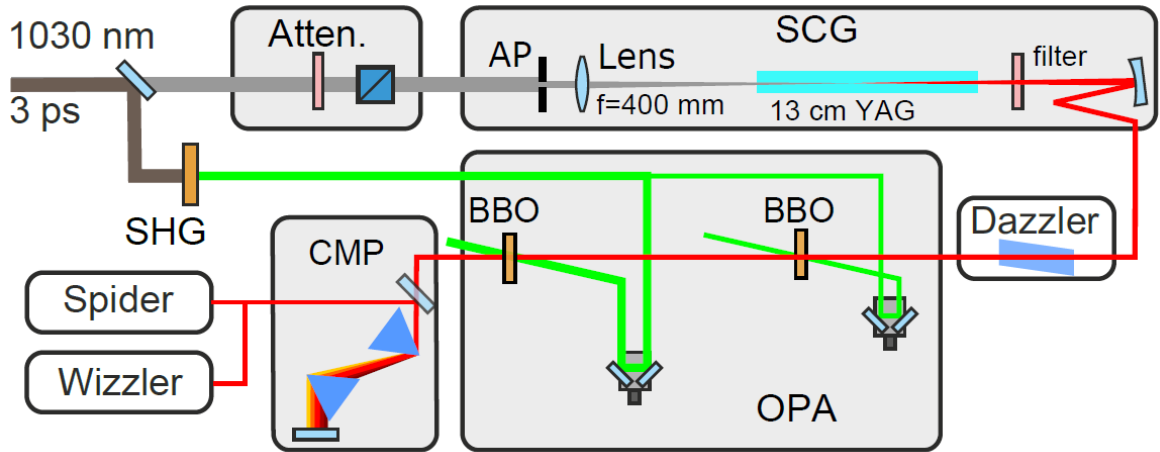 1030 nm
3 ps
Atten.
SCG
AP
Lens
f=400 mm
13 cm YAG
filter
SHG
BBO
BBO
Dazzler
CMP
Spider
Wizzler
OPA